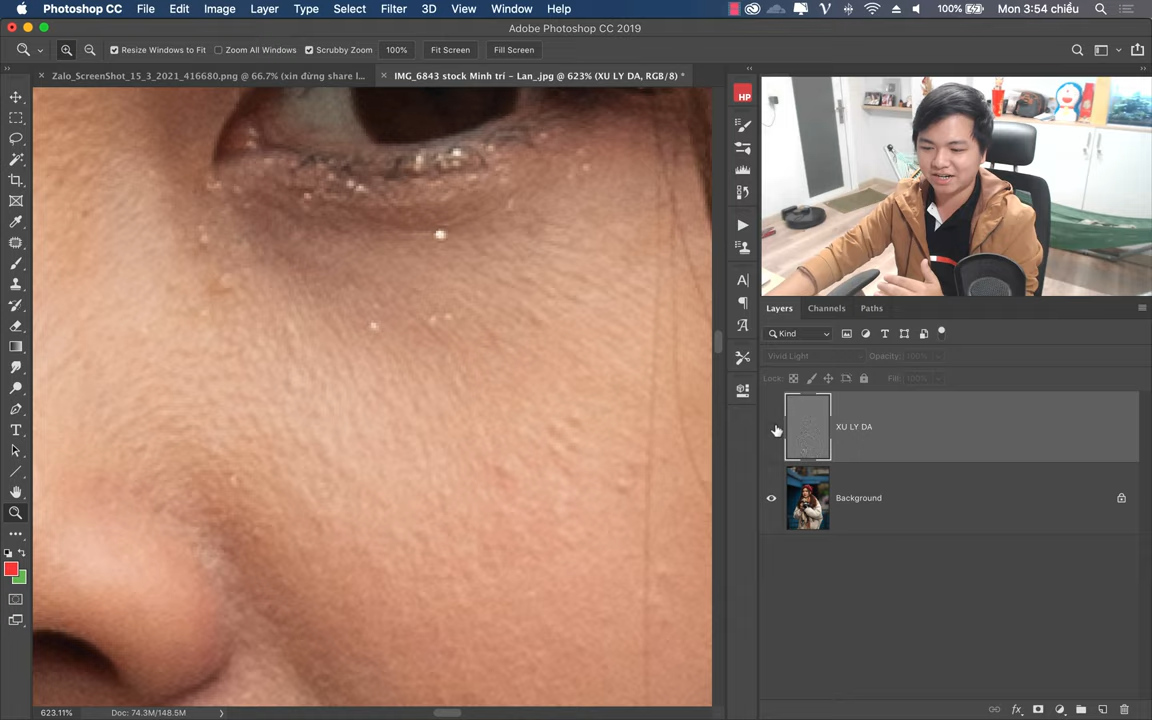 Photoshop CC File Edit Image Layer Type Select Filter 3D View Window Help 100% Mon 3:54 chiều
Adobe Photoshop CC 2019
Resize Windows to Fit Zoom All Windows Scrubby Zoom 100% Fit Screen Fill Screen
Zalo_ScreenShot_15_3_2021_416680.png @ 66.7% (xin đừng share l... IMG_6843 stock Minh trí – Lan_.jpg @ 623% (XU LY DA, RGB/8) *
HP
Layers Channels Paths
Kind
Vivid Light Opacity: 100%
Lock: Fill: 100%
XU LY DA
Background
623.11% Doc: 74.3M/148.5M